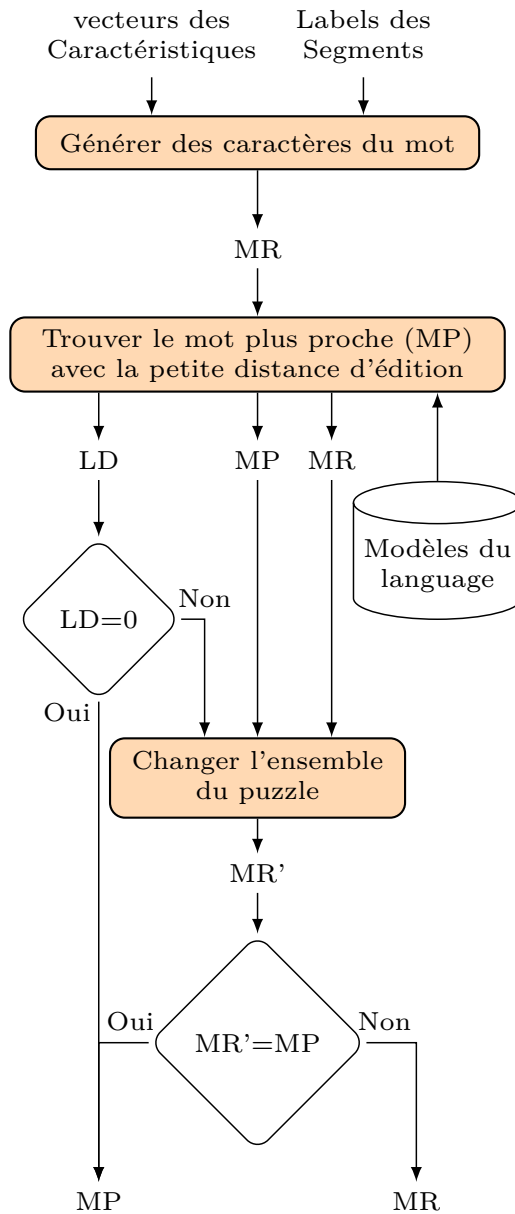 vecteurs des
Caractéristiques
Labels des
Segments
Générer des caractères du mot
MR
Trouver le mot plus proche (MP)
avec la petite distance d'édition
LD
MP
MR
Modèles du
language
LD=0
Non
Oui
Changer l'ensemble
du puzzle
MR'
Oui
MR'=MP
Non
MP
MR